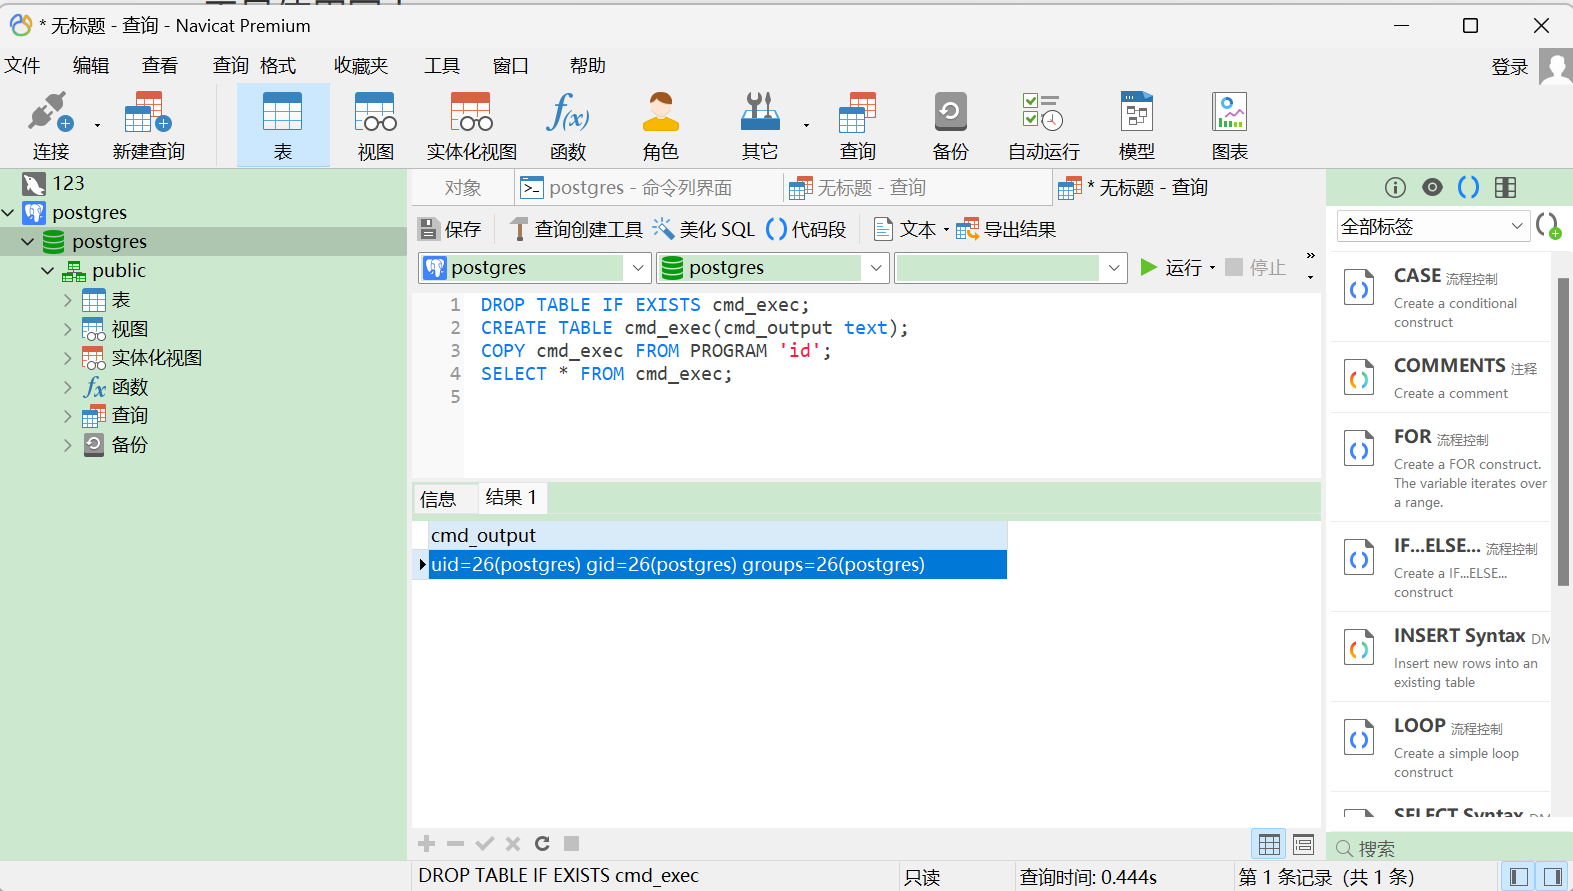 * 无标题 - 查询 - Navicat Premium
文件 编辑 查看 查询 格式 收藏夹 工具 窗口 帮助 登录
连接 新建查询 表 视图 实体化视图 函数 角色 其它 查询 备份 自动运行 模型 图表
123
postgres
postgres
public
表
视图
实体化视图
函数
查询
备份
对象 postgres - 命令列界面 无标题 - 查询 * 无标题 - 查询
保存 查询创建工具 美化 SQL 代码段 文本 导出结果
postgres postgres 运行 停止
1 DROP TABLE IF EXISTS cmd_exec;
2 CREATE TABLE cmd_exec(cmd_output text);
3 COPY cmd_exec FROM PROGRAM 'id';
4 SELECT * FROM cmd_exec;
5
信息 结果 1
cmd_output
uid=26(postgres) gid=26(postgres) groups=26(postgres)
全部标签
CASE 流程控制
Create a conditional
construct
COMMENTS 注释
Create a comment
FOR 流程控制
Create a FOR construct.
The variable iterates over
a range.
IF...ELSE... 流程控制
Create a IF...ELSE...
construct
INSERT Syntax DM
Insert new rows into an
existing table
LOOP 流程控制
Create a simple loop
construct
SELECT Syntax
搜索
DROP TABLE IF EXISTS cmd_exec 只读 查询时间: 0.444s 第 1 条记录 (共 1 条)